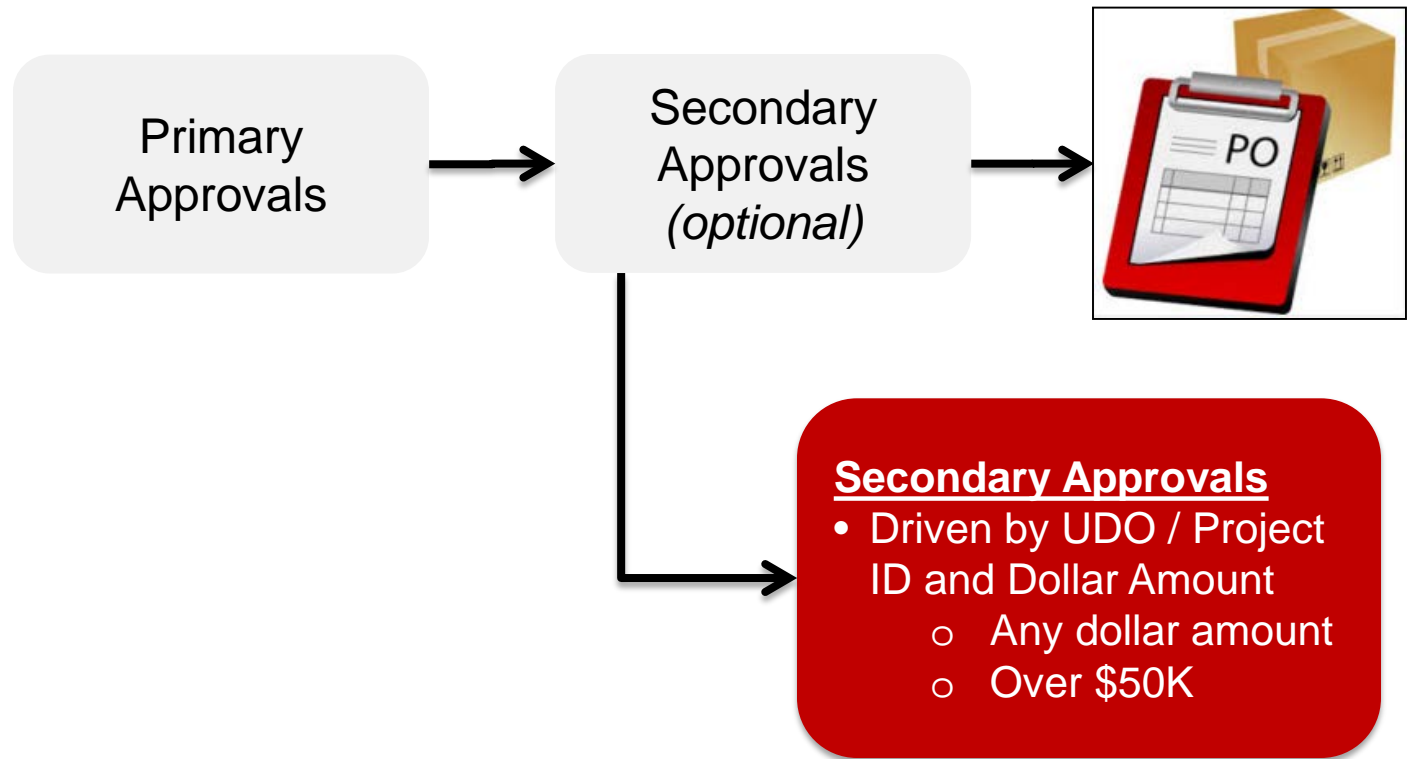 Primary
Approvals
Secondary
Approvals
(optional)
PO
Secondary Approvals
• Driven by UDO / Project
ID and Dollar Amount
o Any dollar amount
o Over $50K